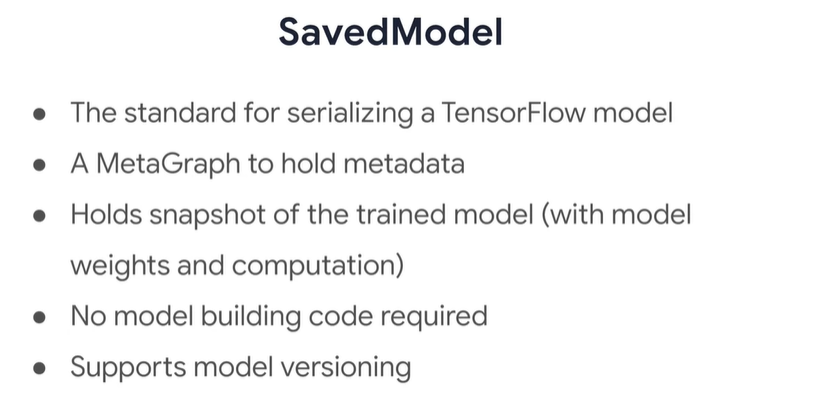 SavedModel
● The standard for serializing a TensorFlow model
● A MetaGraph to hold metadata
● Holds snapshot of the trained model (with model
weights and computation)
● No model building code required
● Supports model versioning